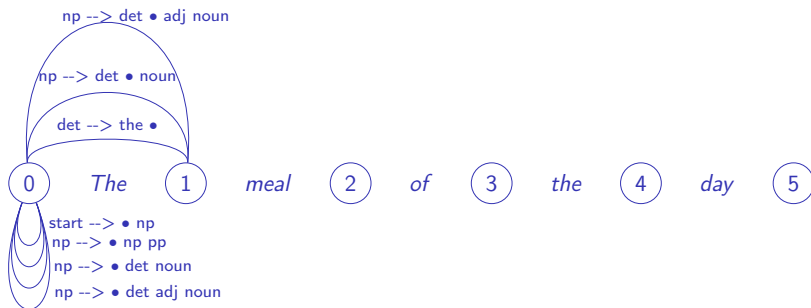 np --> det • adj noun
np --> det • noun
det --> the •
0 The 1 meal 2 of 3 the 4 day 5
start --> • np
np --> • np pp
np --> • det noun
np --> • det adj noun